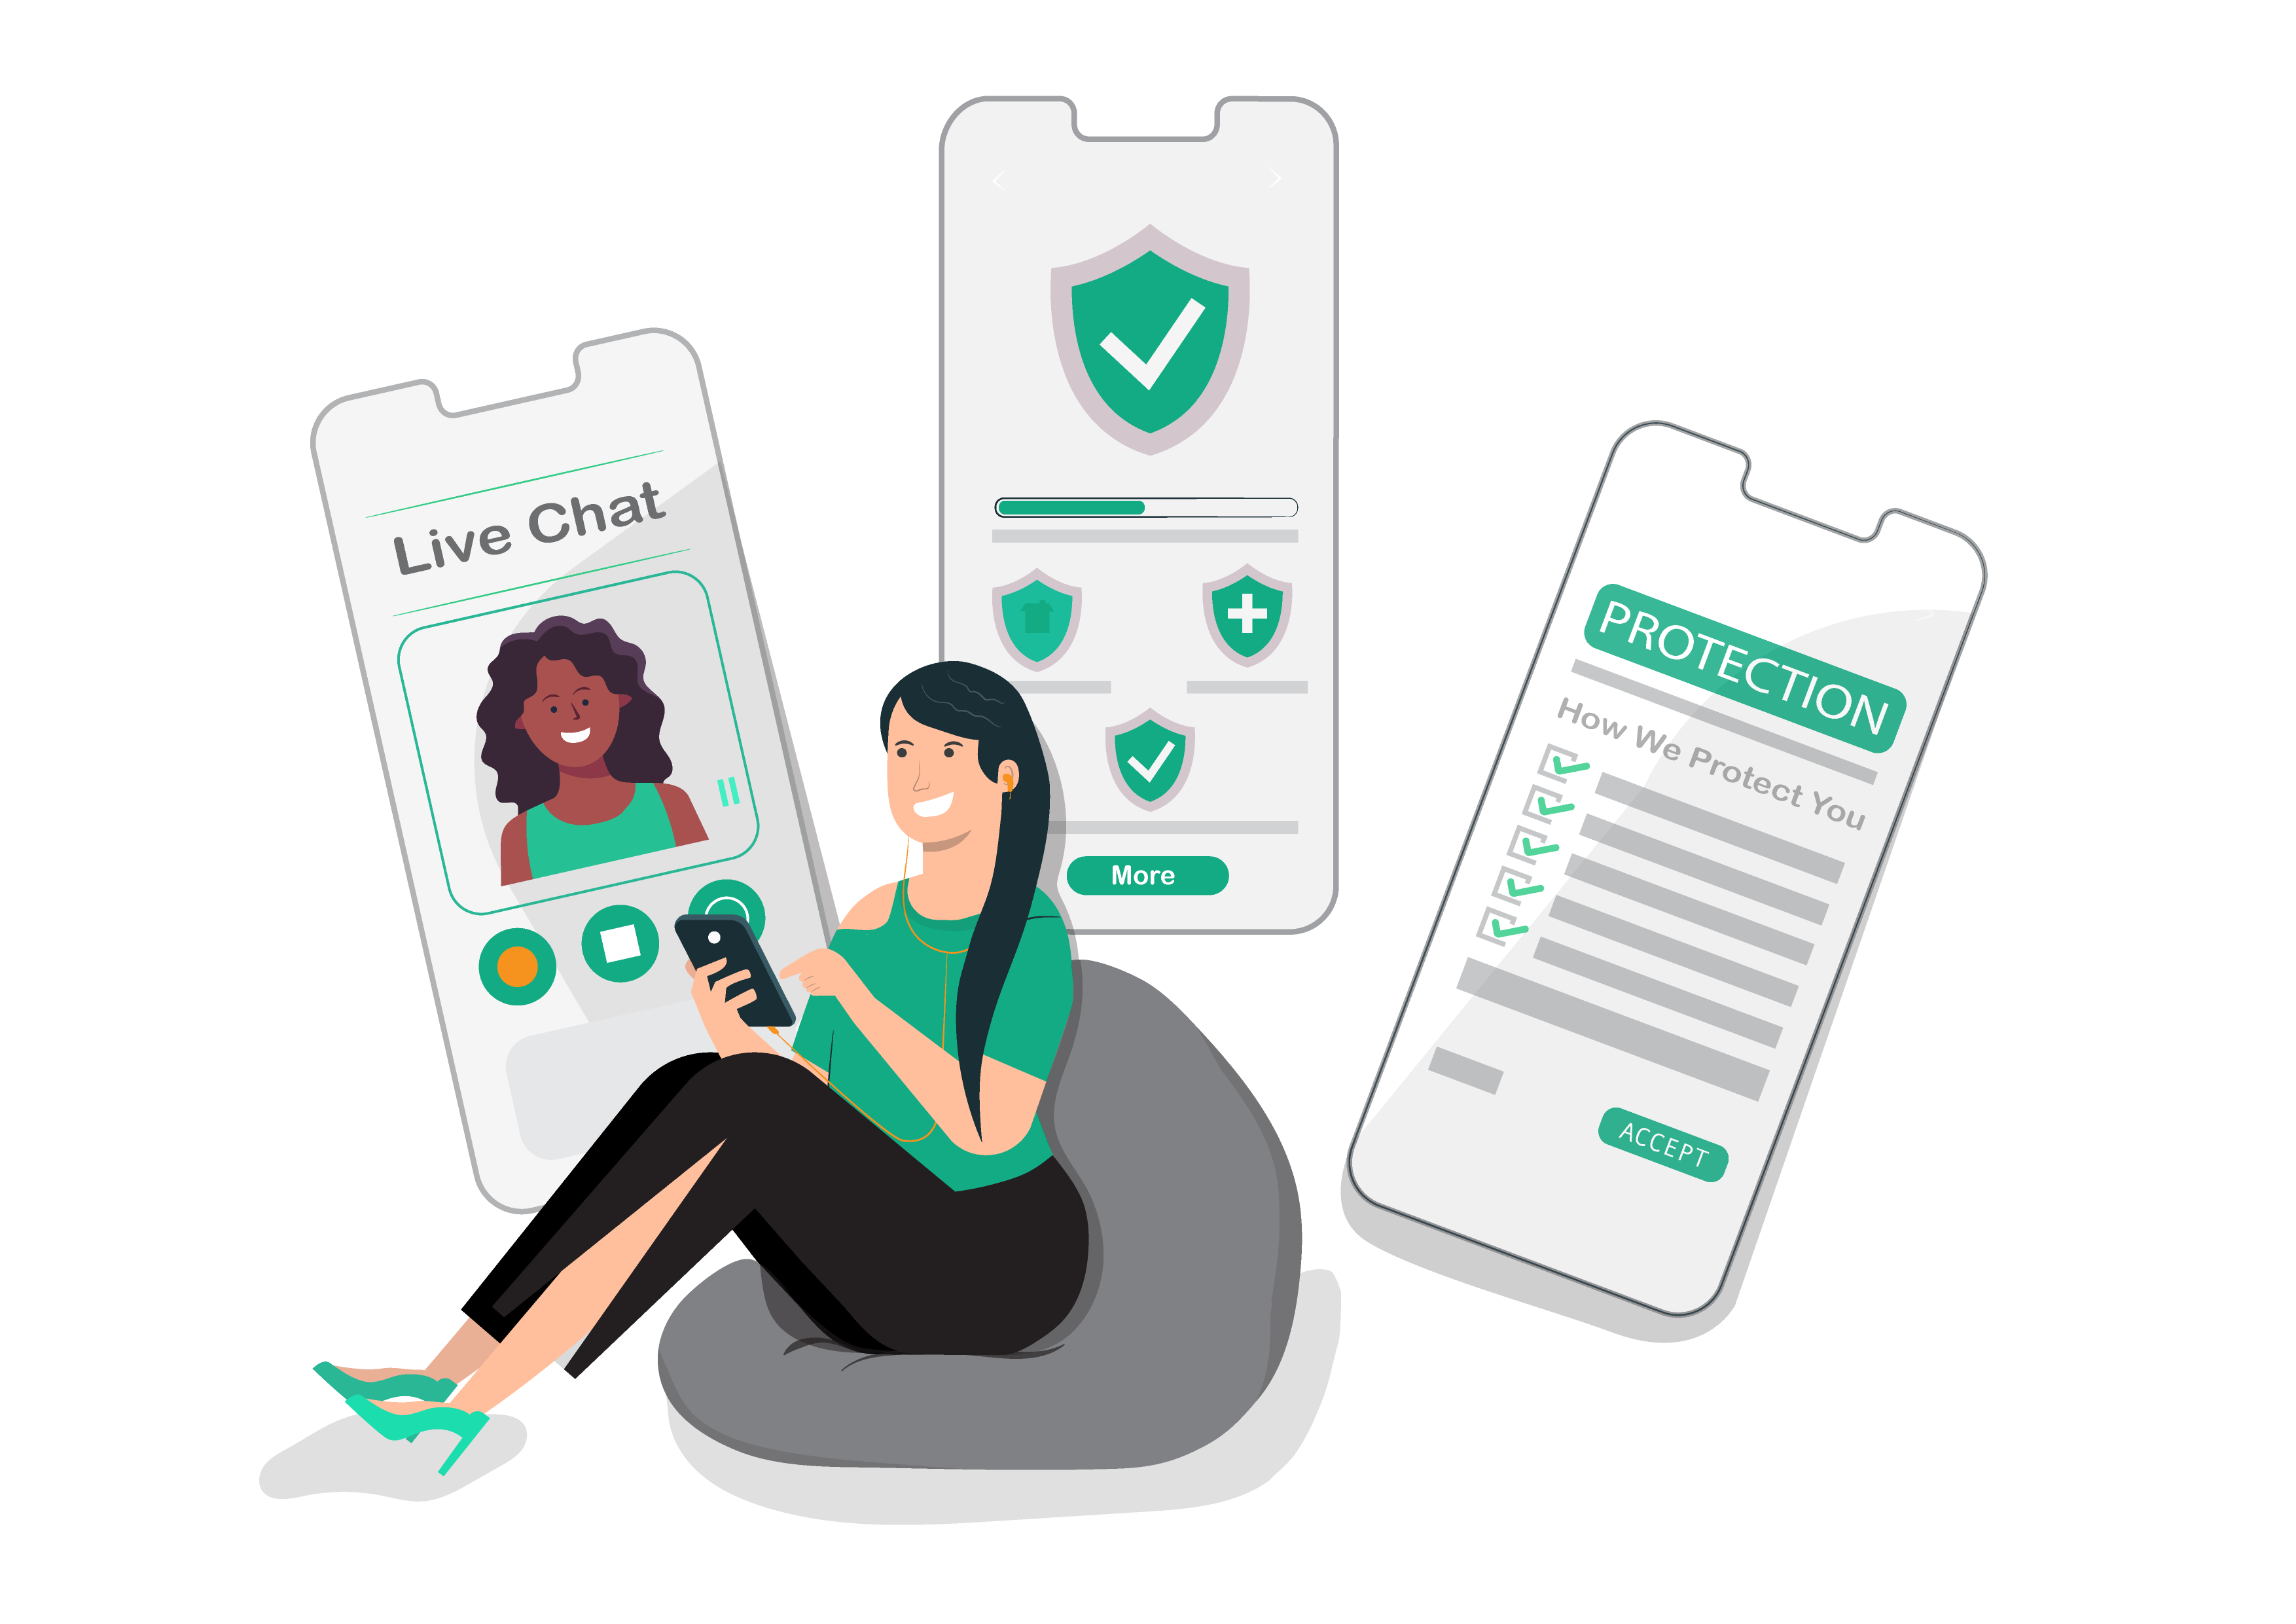 Live Chat
More
PROTECTION
How We Protect You
ACCEPT